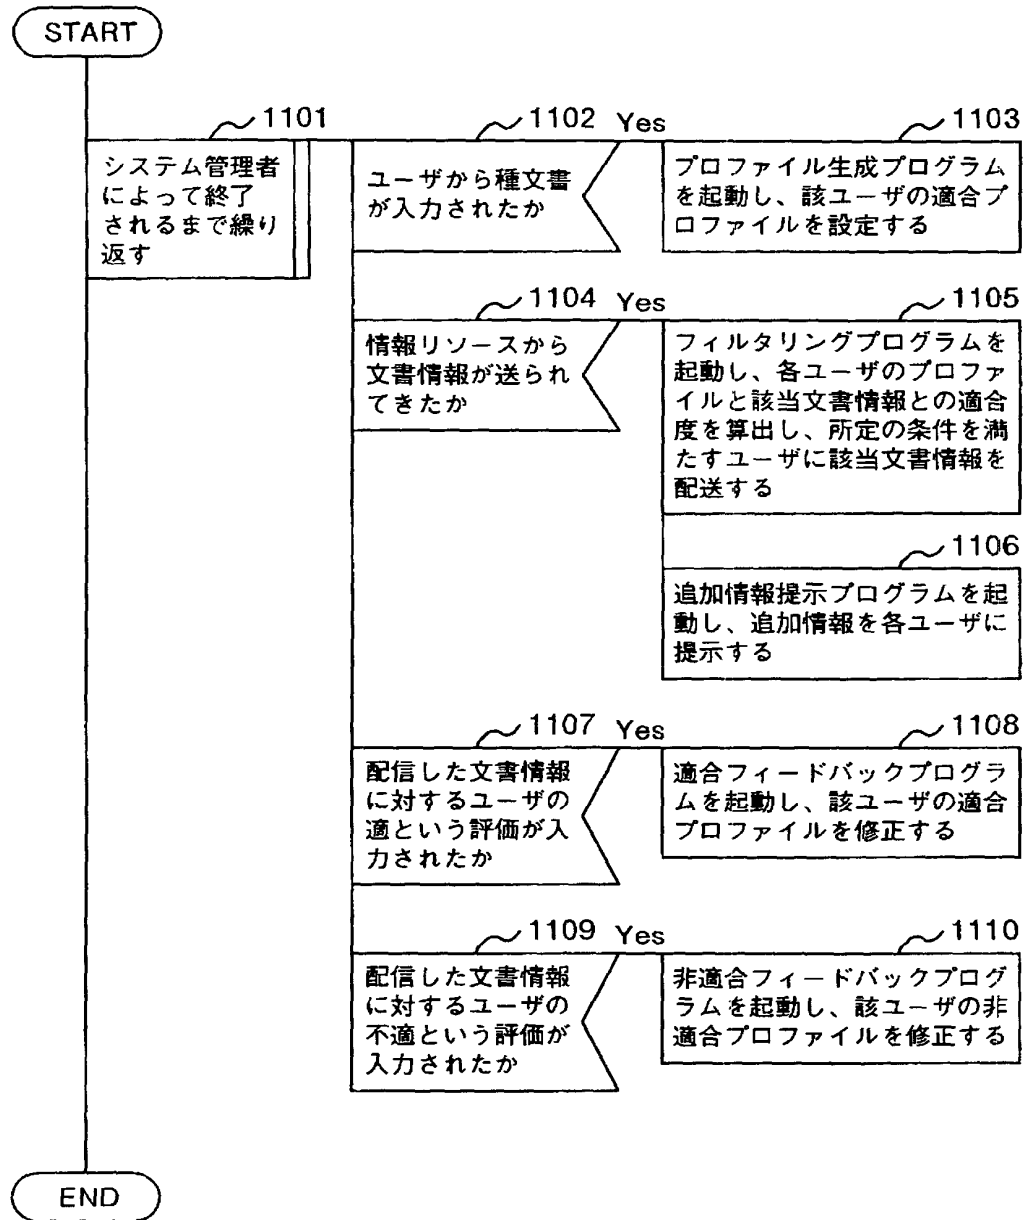 START
1101
システム管理者
によって終了
されるまで繰り
返す
1102
Yes
ユーザから種文書
が入力されたか
1103
プロファイル生成プログラム
を起動し、該ユーザの適合プ
ロファイルを設定する
1104
Yes
情報リソースから
文書情報が送られ
てきたか
1105
フィルタリングプログラムを
起動し、各ユーザのプロファ
イルと該当文書情報との適合
度を算出し、所定の条件を満
たすユーザに該当文書情報を
配送する
1106
追加情報提示プログラムを起
動し、追加情報を各ユーザに
提示する
1107
Yes
配信した文書情報
に対するユーザの
適という評価が入
力されたか
1108
適合フィードバックプログラ
ムを起動し、該ユーザの適合
プロファイルを修正する
1109
Yes
配信した文書情報
に対するユーザの
不適という評価が
入力されたか
1110
非適合フィードバックプログ
ラムを起動し、該ユーザの非
適合プロファイルを修正する
END